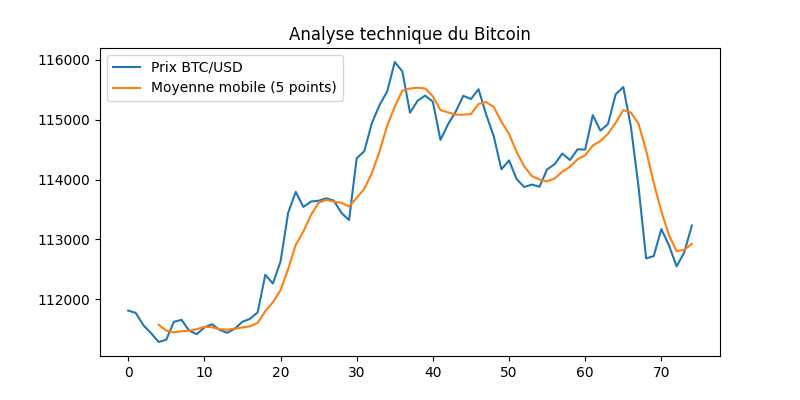 Analyse technique du Bitcoin
Prix BTC/USD
Moyenne mobile (5 points)
116000
115000
114000
113000
112000
0 10 20 30 40 50 60 70